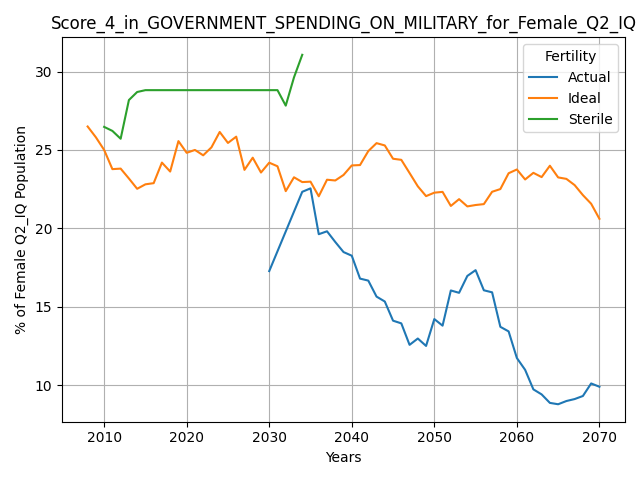 Score_4_in_GOVERNMENT_SPENDING_ON_MILITARY_for_Female_Q2_IQ
Fertility
Actual
Ideal
Sterile
% of Female Q2_IQ Population
30
25
20
15
10
2010 2020 2030 2040 2050 2060 2070
Years